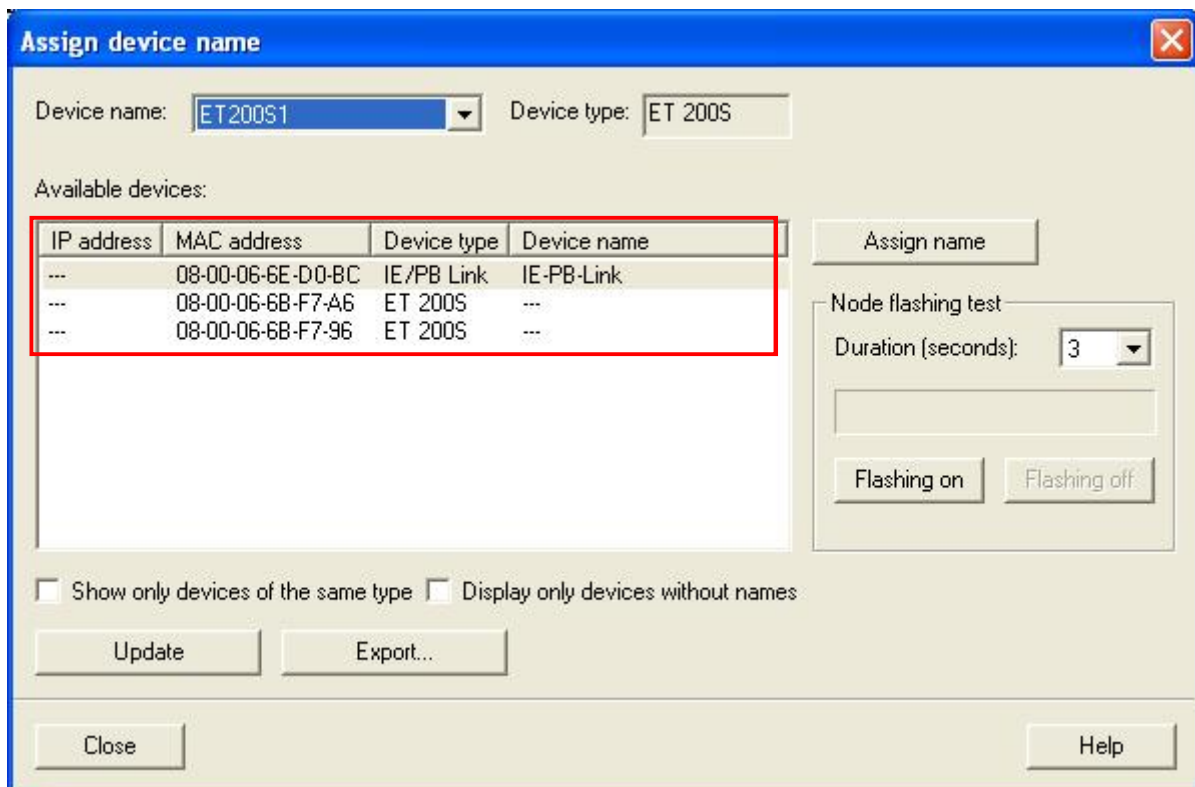 Assign device name
Device name: ET200S1 Device type: ET 200S
Available devices:
IP address MAC address Device type Device name
--- 08-00-06-6E-D0-BC IE/PB Link IE-PB-Link
--- 08-00-06-6B-F7-A6 ET 200S ---
--- 08-00-06-6B-F7-96 ET 200S ---
Assign name
Node flashing test
Duration (seconds): 3
Flashing on Flashing off
Show only devices of the same type Display only devices without names
Update Export...
Close Help